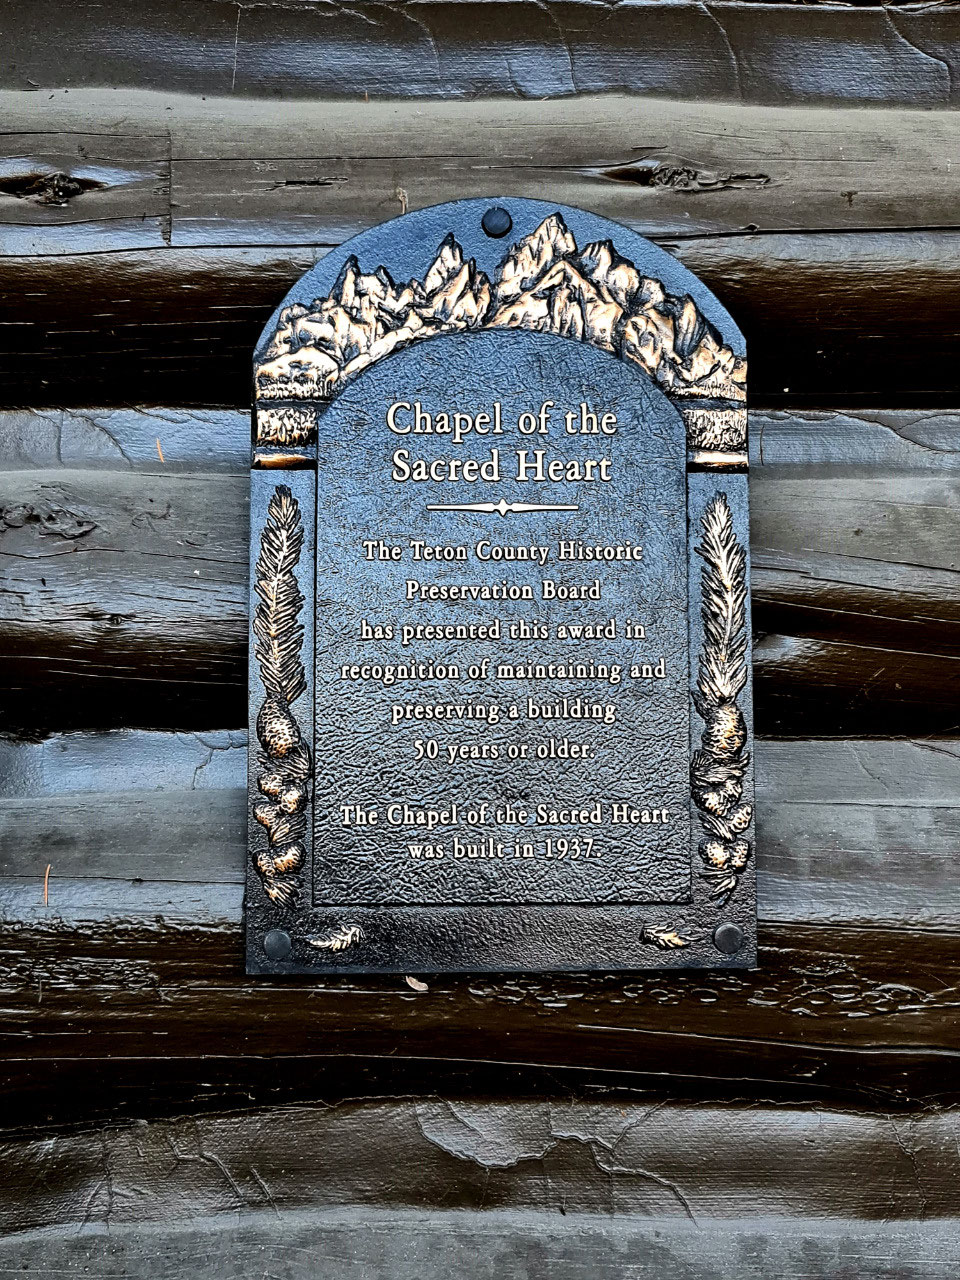 Chapel of the
Sacred Heart
The Teton County Historic
Preservation Board
has presented this award in
recognition of maintaining and
preserving a building
50 years or older.
The Chapel of the Sacred Heart
was built in 1937.